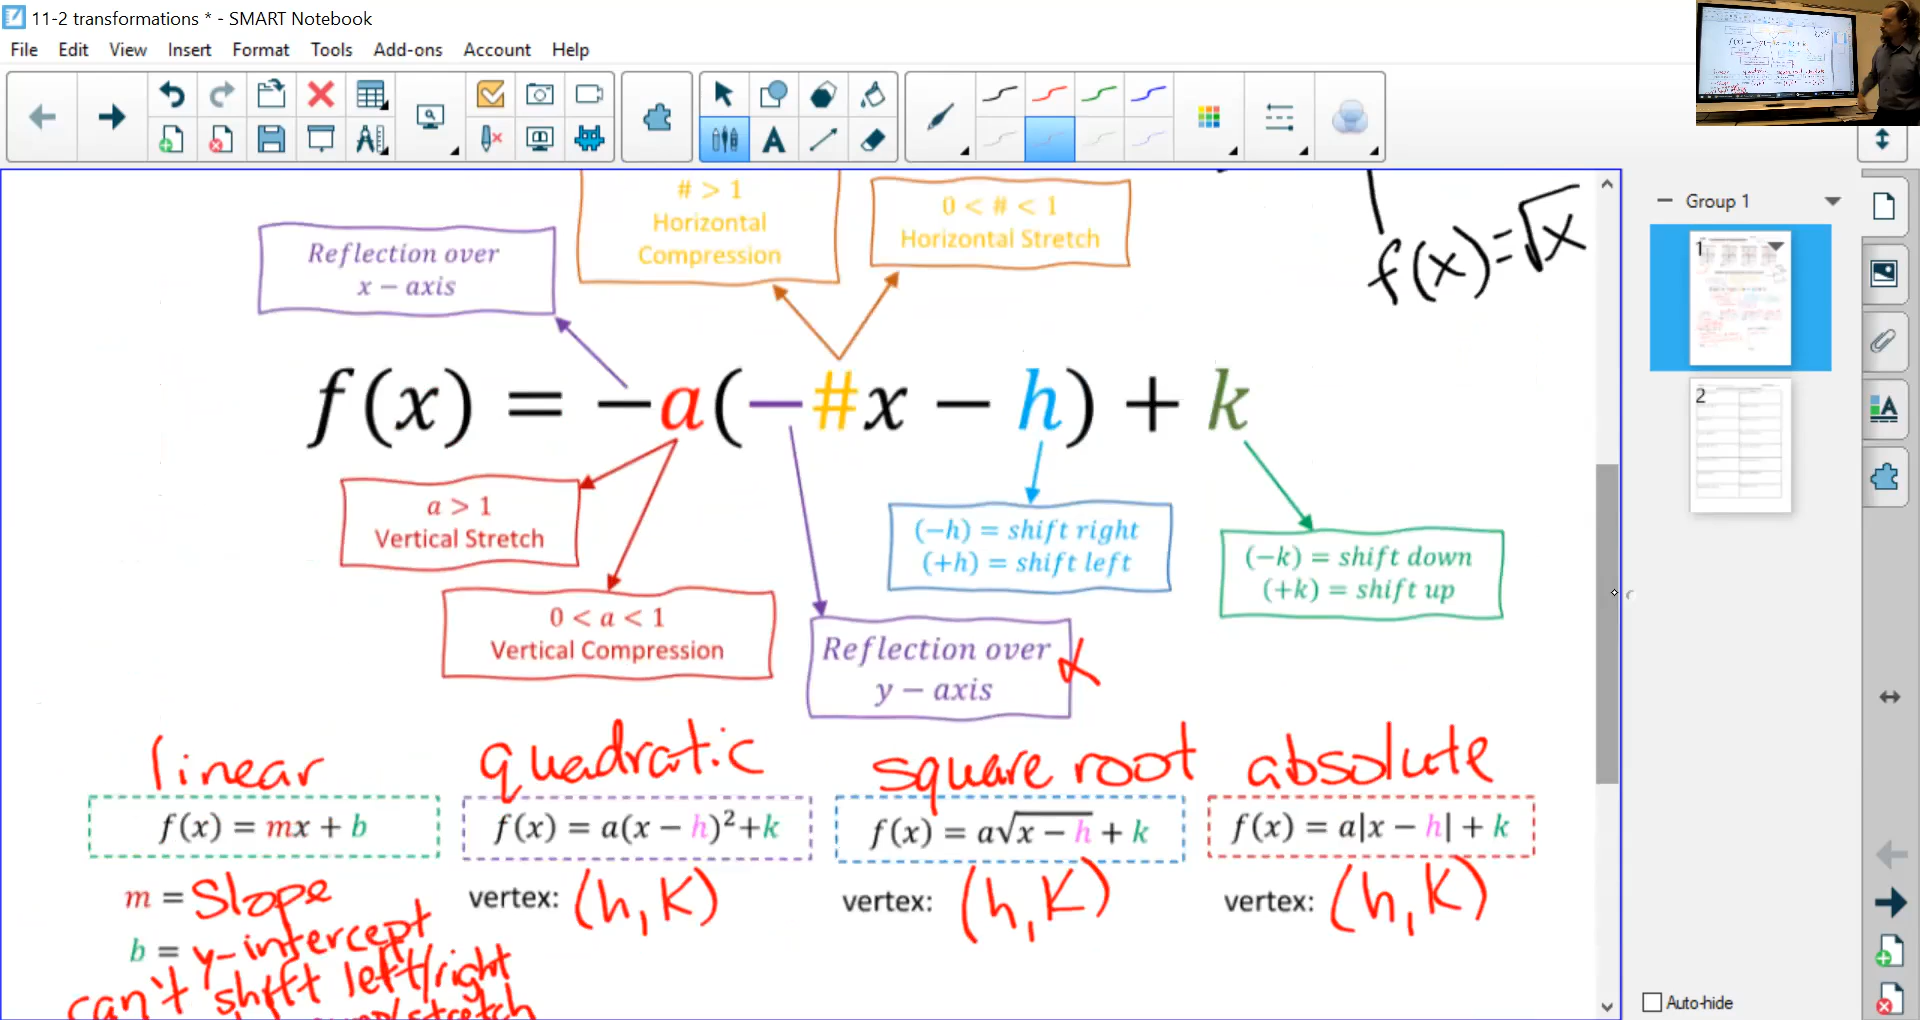 11-2 transformations * - SMART Notebook
File Edit View Insert Format Tools Add-ons Account Help
# > 1
Horizontal
Compression
0 < # < 1
Horizontal Stretch
Reflection over
x – axis
f(x)=√x
f(x) = –a(–#x – h) + k
a > 1
Vertical Stretch
(–h) = shift right
(+h) = shift left
(–k) = shift down
(+k) = shift up
0 < a < 1
Vertical Compression
Reflection over
y – axis
linear
quadratic
square root
absolute
f(x) = mx + b
f(x) = a(x – h)²+k
f(x) = a√x – h + k
f(x) = a|x – h| + k
m = Slope
vertex: (h,K)
vertex: (h,K)
vertex: (h,K)
b = y-intercept
can't shift left/right
/stretch
Group 1
1
2
Auto-hide